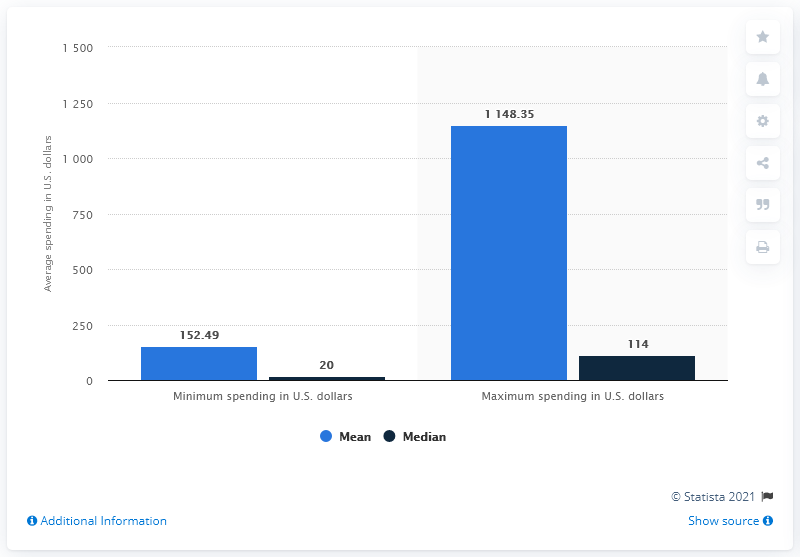 1 500
1 250
1 000
750
500
250
0
Average spending in U.S. dollars
152.49
20
1 148.35
114
Minimum spending in U.S. dollars
Maximum spending in U.S. dollars
Mean
Median
© Statista 2021
Additional Information
Show source